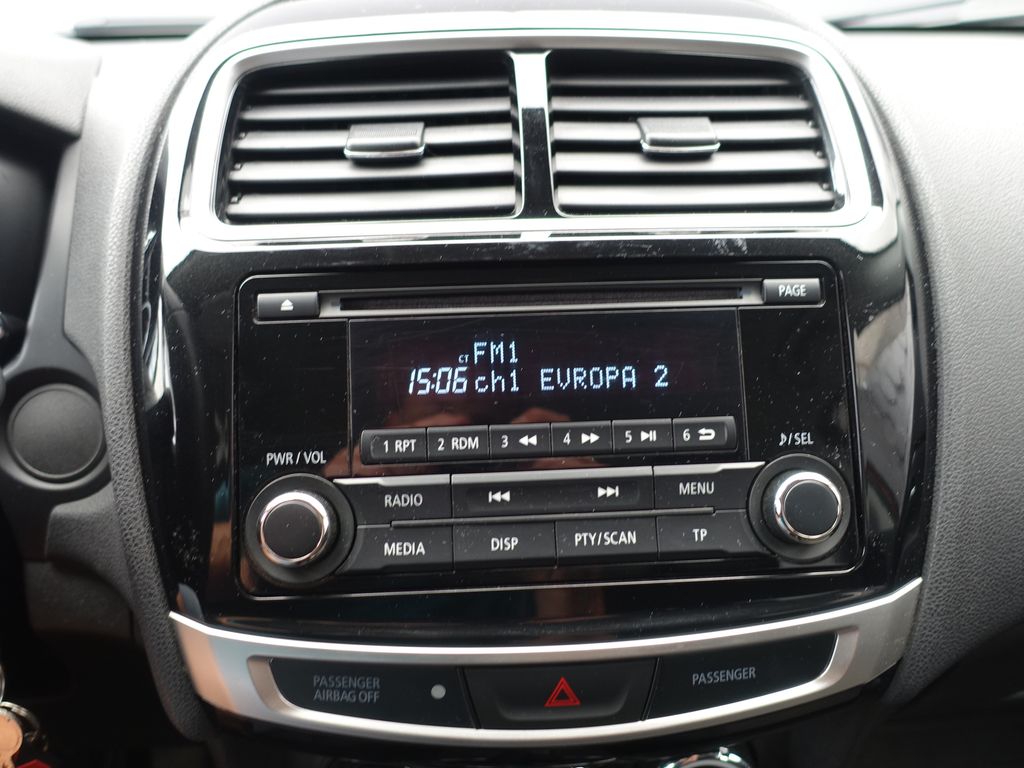 PAGE
CT FM1
15:06 ch1 EVROPA 2
1 RPT 2 RDM 3 4 5 6
PWR / VOL
♪/SEL
RADIO MENU
MEDIA DISP PTY/SCAN TP
PASSENGER
AIRBAG OFF
PASSENGER